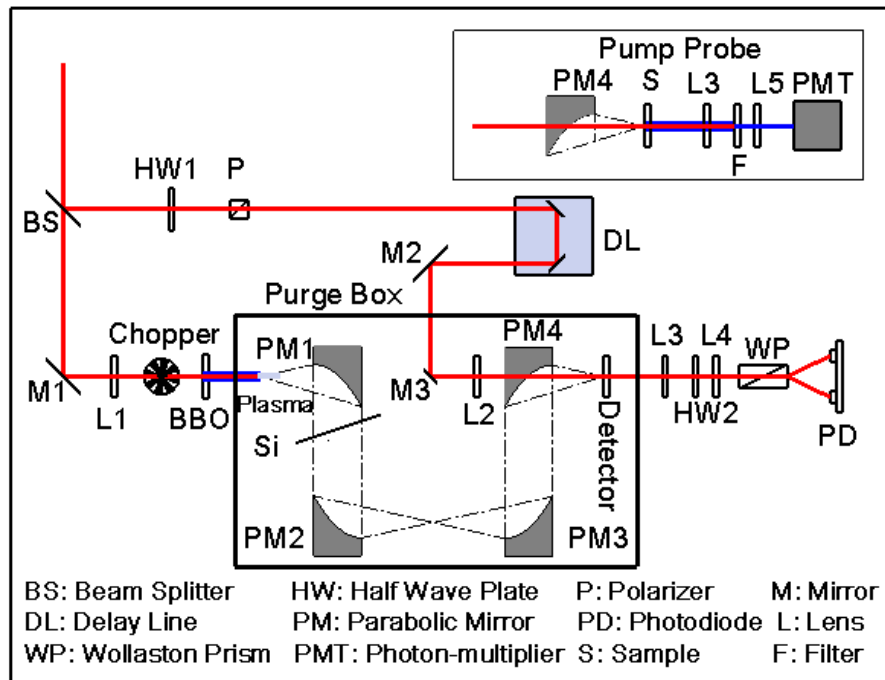 Pump Probe
PM4 S L3 L5 PMT
F
HW1 P
BS
M2 DL
Purge Box
Chopper PM1 PM4 L3 L4 WP
M1 L1 BBO Plasma M3 L2 Detector HW2 PD
Si
PM2 PM3
BS: Beam Splitter HW: Half Wave Plate P: Polarizer M: Mirror
DL: Delay Line PM: Parabolic Mirror PD: Photodiode L: Lens
WP: Wollaston Prism PMT: Photon-multiplier S: Sample F: Filter